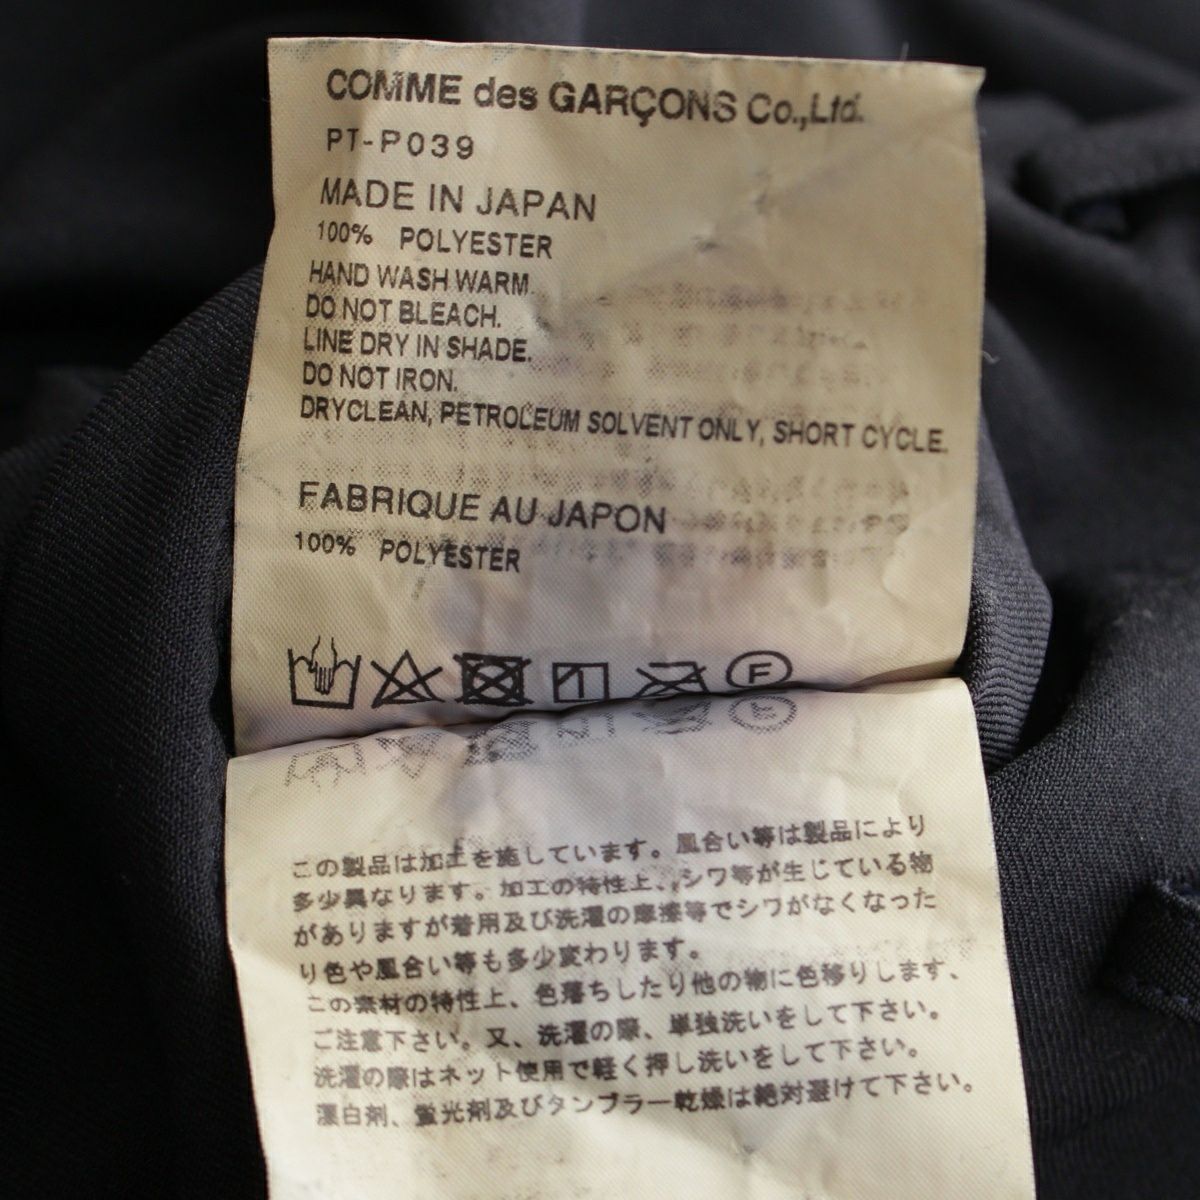 COMME des GARÇONS Co.,Ltd.
PT-P039
MADE IN JAPAN
100% POLYESTER
HAND WASH WARM.
DO NOT BLEACH.
LINE DRY IN SHADE.
DO NOT IRON.
DRYCLEAN, PETROLEUM SOLVENT ONLY, SHORT CYCLE.
FABRIQUE AU JAPON
100% POLYESTER
F
この製品は加工を施しています。風合い等は製品により
多少異なります。加工の特性上、シワ等が生じている物
がありますが着用及び洗濯の摩擦等でシワがなくなった
り色や風合い等も多少変わります。
この素材の特性上、色落ちしたり他の物に色移りします、
ご注意下さい。又、洗濯の際、単独洗いをして下さい。
洗濯の際はネット使用で軽く押し洗いをして下さい。
漂白剤、蛍光剤及びタンブラー乾燥は絶対避けて下さい。